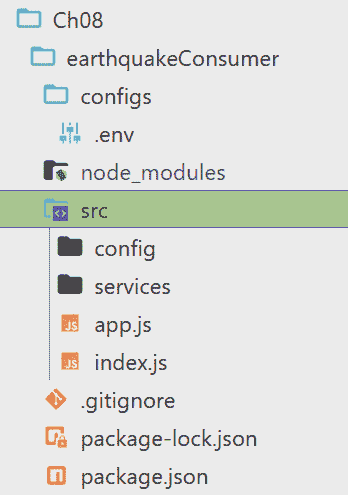 Ch08
earthquakeConsumer
configs
.env
node_modules
src
config
services
app.js
index.js
.gitignore
package-lock.json
package.json